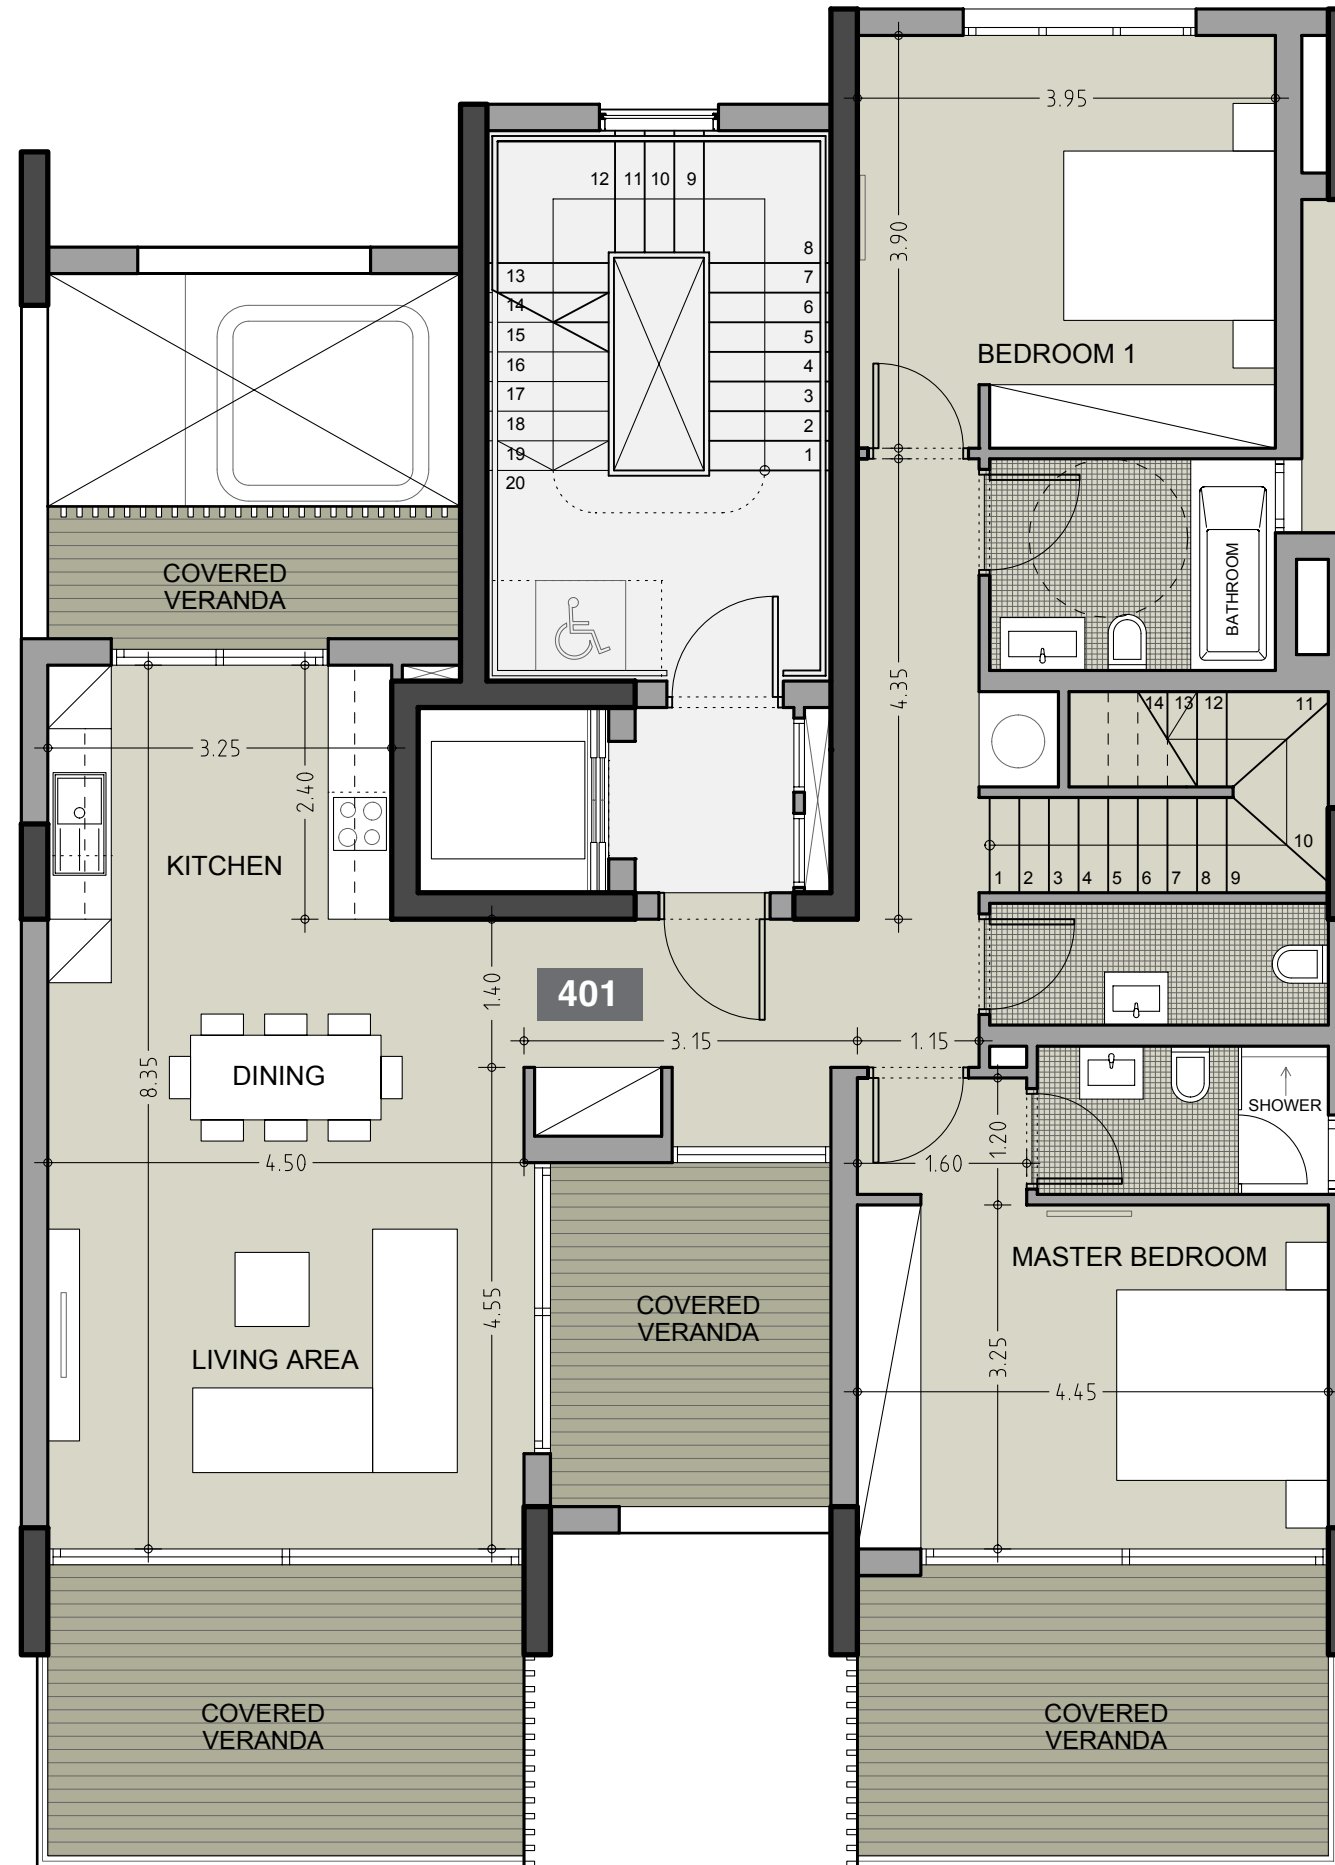 3.95
12 11 10 9
3.90
8
13
7
14
6
15
5
16
4
17
3
18
2
19
1
20
BEDROOM 1
COVERED
VERANDA
BATHROOM
4.35
14 13 12 11
3.25
2.40
KITCHEN
10
1 2 3 4 5 6 7 8 9
401
1.40
3.15
1.15
8.35
DINING
SHOWER
1.20
4.50
1.60
MASTER BEDROOM
COVERED
VERANDA
4.55
LIVING AREA
3.25
4.45
COVERED
VERANDA
COVERED
VERANDA